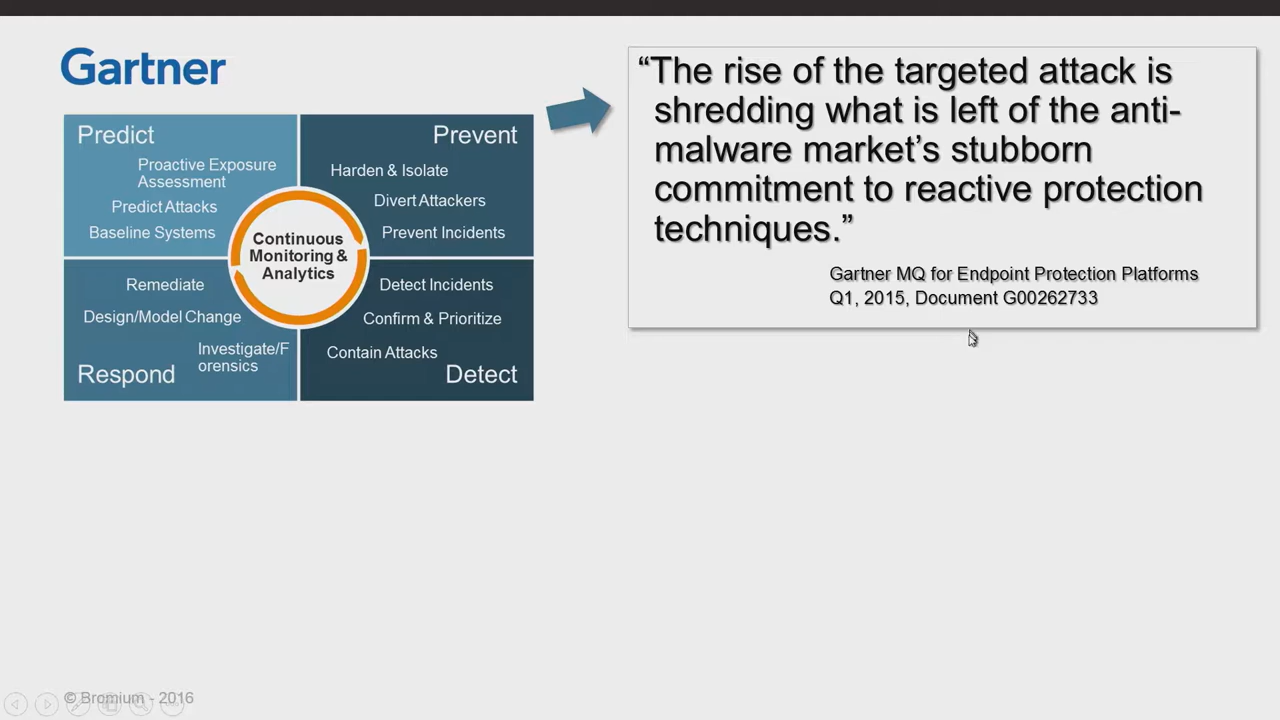 Gartner
Predict
Proactive Exposure
Assessment
Predict Attacks
Baseline Systems
Prevent
Harden & Isolate
Divert Attackers
Prevent Incidents
Continuous
Monitoring &
Analytics
Remediate
Design/Model Change
Investigate/F
orensics
Respond
Detect Incidents
Confirm & Prioritize
Contain Attacks
Detect
“The rise of the targeted attack is
shredding what is left of the anti-
malware market’s stubborn
commitment to reactive protection
techniques.”
Gartner MQ for Endpoint Protection Platforms
Q1, 2015, Document G00262733
© Bromium - 2016